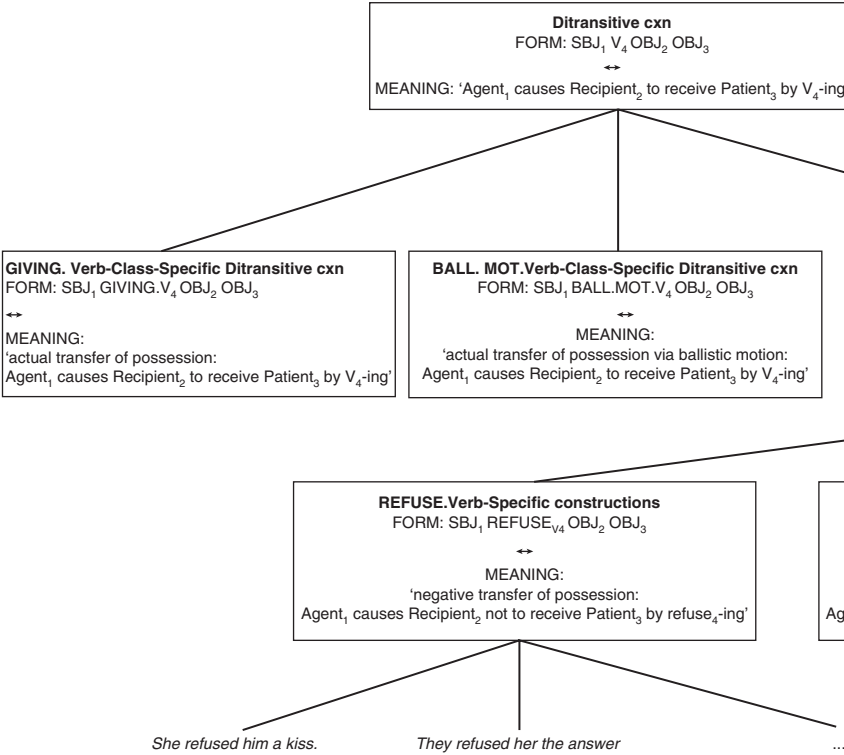 Ditransitive cxn
FORM: SBJ₁ V₄ OBJ₂ OBJ₃
↔
MEANING: ‘Agent₁ causes Recipient₂ to receive Patient₃ by V₄-ing
GIVING. Verb-Class-Specific Ditransitive cxn
FORM: SBJ₁ GIVING.V₄ OBJ₂ OBJ₃
↔
MEANING:
‘actual transfer of possession:
Agent₁ causes Recipient₂ to receive Patient₃ by V₄-ing’
BALL. MOT.Verb-Class-Specific Ditransitive cxn
FORM: SBJ₁ BALL.MOT.V₄ OBJ₂ OBJ₃
↔
MEANING:
‘actual transfer of possession via ballistic motion:
Agent₁ causes Recipient₂ to receive Patient₃ by V₄-ing’
REFUSE.Verb-Specific constructions
FORM: SBJ₁ REFUSE_V4 OBJ₂ OBJ₃
↔
MEANING:
‘negative transfer of possession:
Agent₁ causes Recipient₂ not to receive Patient₃ by refuse₄-ing’
Ag
She refused him a kiss.
They refused her the answer
...